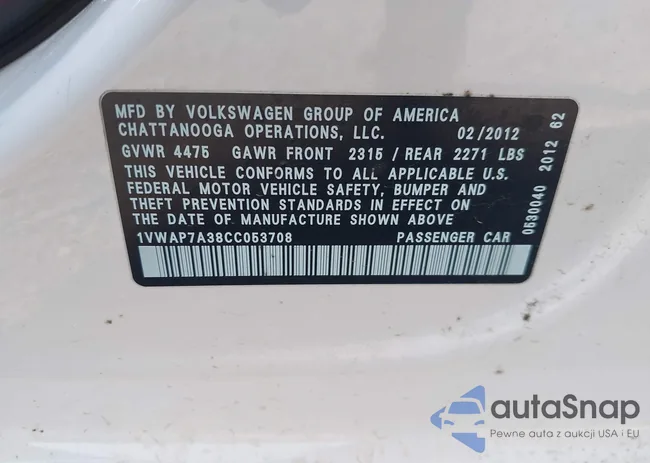 MFD BY VOLKSWAGEN GROUP OF AMERICA
CHATTANOOGA OPERATIONS, LLC. 02/2012
GVWR 4475 GAWR FRONT 2315 / REAR 2271 LBS
THIS VEHICLE CONFORMS TO ALL APPLICABLE U.S.
FEDERAL MOTOR VEHICLE SAFETY, BUMPER AND
THEFT PREVENTION STANDARDS IN EFFECT ON
THE DATE OF MANUFACTURE SHOWN ABOVE
1VWAP7A38CC053708 PASSENGER CAR
0530040 2012 62
autaSnap
Pewne auta z aukcji USA i EU